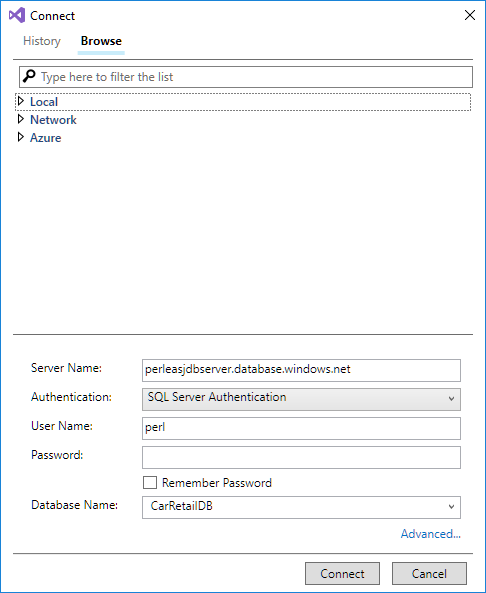 Connect
History Browse
Type here to filter the list
Local
Network
Azure
Server Name: perleasjdbserver.database.windows.net
Authentication: SQL Server Authentication
User Name: perl
Password:
Remember Password
Database Name: CarRetailDB
Advanced...
Connect Cancel